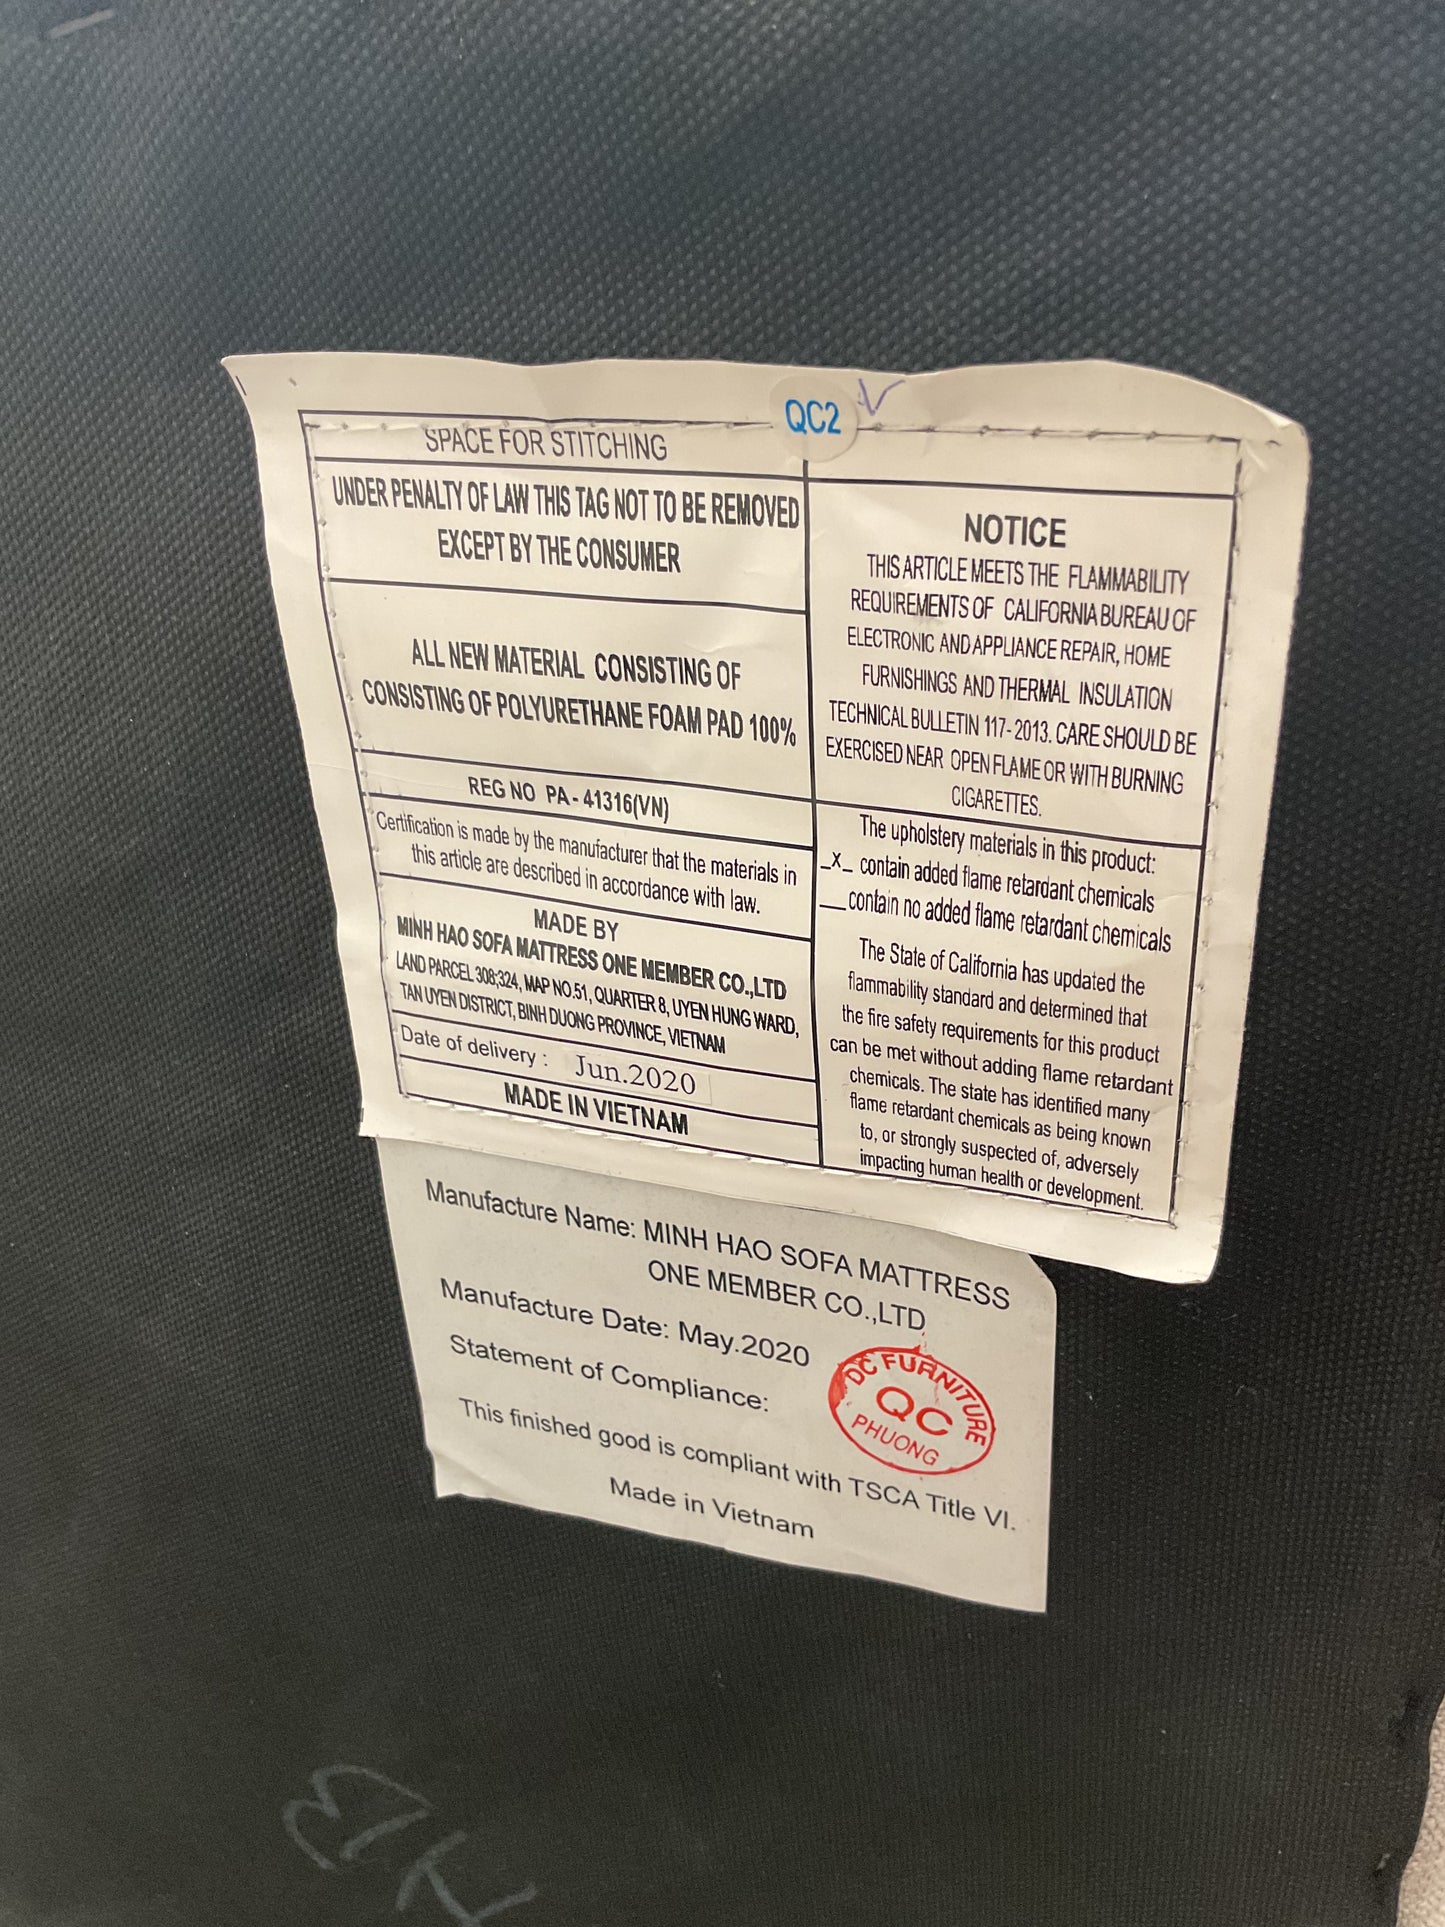 QC2
SPACE FOR STITCHING
UNDER PENALTY OF LAW THIS TAG NOT TO BE REMOVED
EXCEPT BY THE CONSUMER
ALL NEW MATERIAL CONSISTING OF
CONSISTING OF POLYURETHANE FOAM PAD 100%
REG NO PA - 41316(VN)
Certification is made by the manufacturer that the materials in
this article are described in accordance with law.
MADE BY
MINH HAO SOFA MATTRESS ONE MEMBER CO.,LTD
LAND PARCEL 308;324, MAP NO.51, QUARTER 8, UYEN HUNG WARD,
TAN UYEN DISTRICT, BINH DUONG PROVINCE, VIETNAM
Date of delivery : Jun.2020
MADE IN VIETNAM
NOTICE
THIS ARTICLE MEETS THE FLAMMABILITY
REQUIREMENTS OF CALIFORNIA BUREAU OF
ELECTRONIC AND APPLIANCE REPAIR, HOME
FURNISHINGS AND THERMAL INSULATION
TECHNICAL BULLETIN 117- 2013. CARE SHOULD BE
EXERCISED NEAR OPEN FLAME OR WITH BURNING
CIGARETTES.
The upholstery materials in this product:
_x_ contain added flame retardant chemicals
___contain no added flame retardant chemicals
The State of California has updated the
flammability standard and determined that
the fire safety requirements for this product
can be met without adding flame retardant
chemicals. The state has identified many
flame retardant chemicals as being known
to, or strongly suspected of, adversely
impacting human health or development.
Manufacture Name: MINH HAO SOFA MATTRESS
ONE MEMBER CO.,LTD
Manufacture Date: May.2020
Statement of Compliance:
DC FURNITURE
QC
PHUONG
This finished good is compliant with TSCA Title VI.
Made in Vietnam